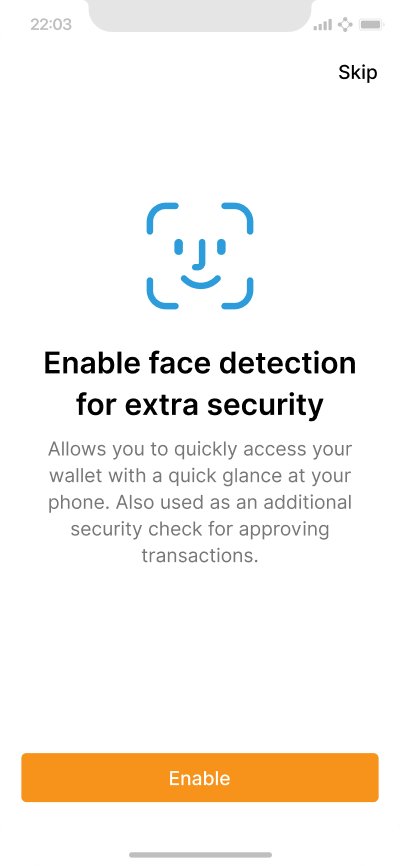 22:03
Skip
Enable face detection
for extra security
Allows you to quickly access your
wallet with a quick glance at your
phone. Also used as an additional
security check for approving
transactions.
Enable